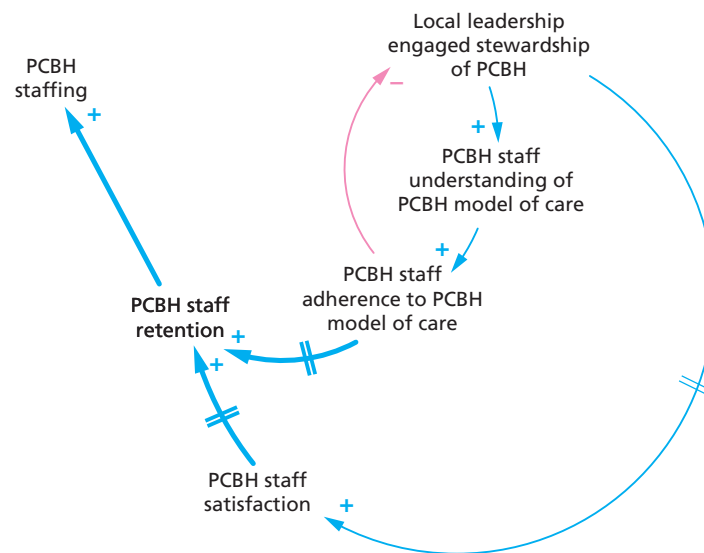 Local leadership
engaged stewardship
of PCBH
–
PCBH
staffing
+
+
PCBH staff
understanding of
PCBH model of care
+
PCBH staff
adherence to PCBH
model of care
PCBH staff
retention
+
+
PCBH staff
satisfaction
+